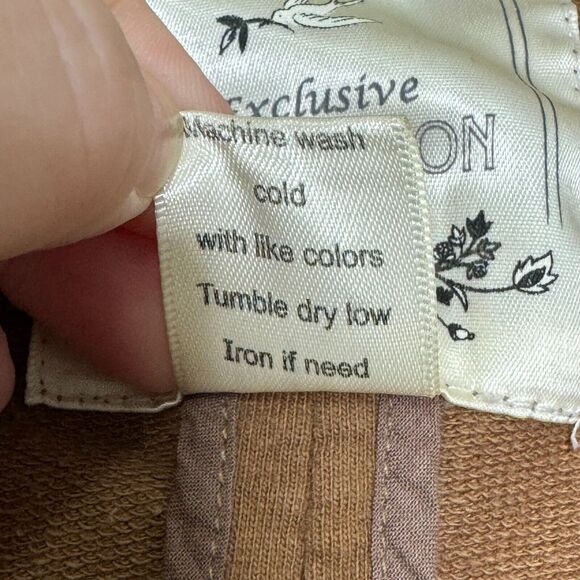 Exclusive
ON
Machine wash
cold
with like colors
Tumble dry low
Iron if need